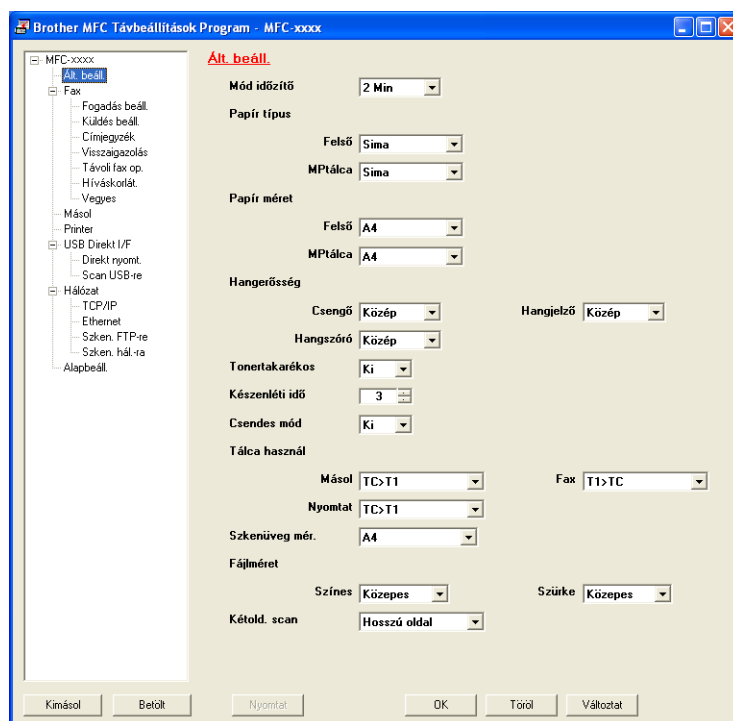 Brother MFC Távbeállítások Program - MFC-xxxx
MFC-xxxx
Ált. beáll.
Fax
Fogadás beáll.
Küldés beáll.
Címjegyzék
Visszaigazolás
Távoli fax op.
Híváskorlát.
Vegyes
Másol
Printer
USB Direkt I/F
Direkt nyomt.
Scan USB-re
Hálózat
TCP/IP
Ethernet
Szken. FTP-re
Szken. hál.-ra
Alapbeáll.
Ált. beáll.
Mód időzítő 2 Min
Papír típus
Felső Sima
MPtálca Sima
Papír méret
Felső A4
MPtálca A4
Hangerősség
Csengő Közép Hangjelző Közép
Hangszóró Közép
Tonertakarékos Ki
Készenléti idő 3
Csendes mód Ki
Tálca használ
Másol TC>T1 Fax T1>TC
Nyomtat TC>T1
Szkenüveg mér. A4
Fájlméret
Színes Közepes Szürke Közepes
Kétold. scan Hosszú oldal
Kimásol Betölt Nyomtat OK Töröl Változtat